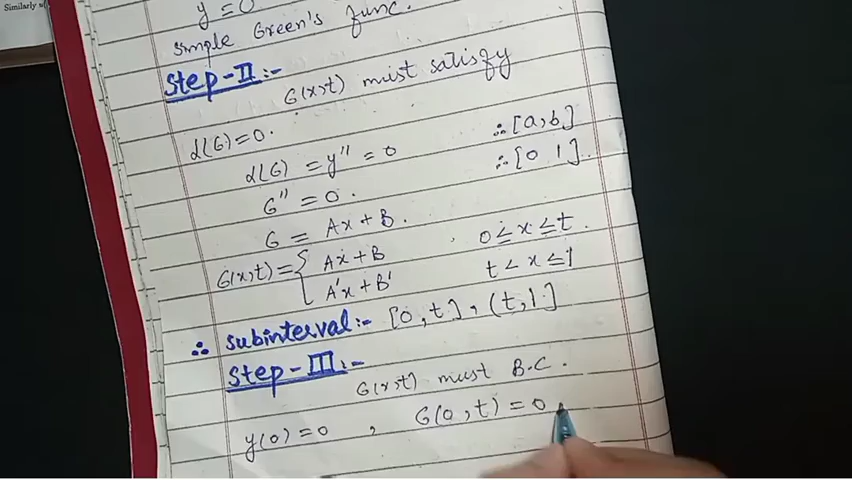 Similarly
y = 0
simple Green's func.
Step-II:-
G(x,t) must satisfy
L(G)=0.
∴[a,b]
L(G) = y'' = 0
∴[0 1].
G'' = 0.
G = Ax + B.
G(x,t) = { Ax + B , 0 ≤ x ≤ t.
A'x + B' t < x ≤ 1
∴ subinterval:- [0,t], (t,1]
Step-III:-
G(x,t) must B.C.
y(0) = 0 , G(0,t) = 0